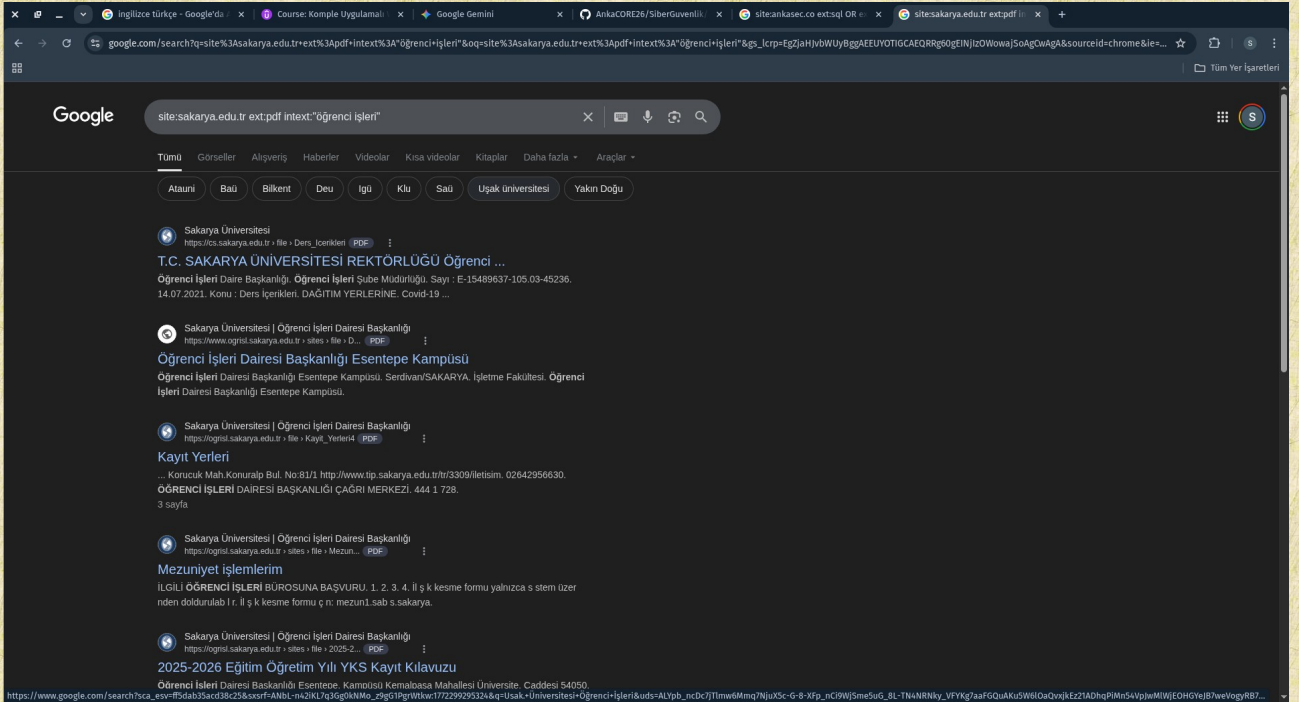 ingilizce türkçe - Google'da
Course: Komple Uygulamalı
Google Gemini
AnkaCORE26/SiberGuvenlik/
site:ankasec.co ext:sql OR
site:sakarya.edu.tr ext:pdf in
google.com/search?q=site%3Asakarya.edu.tr+ext%3Apdf+intext%3A"öğrenci+işleri"&oq=site%3Asakarya.edu.tr+ext%3Apdf+intext%3A"öğrenci+işleri"
Tüm Yer İşaretleri
Google
site:sakarya.edu.tr ext:pdf intext:"öğrenci işleri"
S
Tümü Görseller Alışveriş Haberler Videolar Kısa videolar Kitaplar Daha fazla Araçlar
Atauni Baü Bilkent Deu Igü Klu Saü Uşak üniversitesi Yakın Doğu
Sakarya Üniversitesi
https://cs.sakarya.edu.tr › file › Ders_Icerikleri PDF
T.C. SAKARYA ÜNİVERSİTESİ REKTÖRLÜĞÜ Öğrenci ...
Öğrenci İşleri Daire Başkanlığı. Öğrenci İşleri Şube Müdürlüğü. Sayı : E-15489637-105.03-45236.
14.07.2021. Konu : Ders İçerikleri. DAĞITIM YERLERİNE. Covid-19 ...
Sakarya Üniversitesi | Öğrenci İşleri Dairesi Başkanlığı
https://www.ogrisl.sakarya.edu.tr › sites › file › D... PDF
Öğrenci İşleri Dairesi Başkanlığı Esentepe Kampüsü
Öğrenci İşleri Dairesi Başkanlığı Esentepe Kampüsü. Serdivan/SAKARYA. İşletme Fakültesi. Öğrenci
İşleri Dairesi Başkanlığı Esentepe Kampüsü.
Sakarya Üniversitesi | Öğrenci İşleri Dairesi Başkanlığı
https://ogrisl.sakarya.edu.tr › file › Kayit_Yerleri4 PDF
Kayıt Yerleri
... Korucuk Mah.Konuralp Bul. No:81/1 http://www.tip.sakarya.edu.tr/tr/3309/iletisim. 02642956630.
ÖĞRENCİ İŞLERİ DAİRESİ BAŞKANLIĞI ÇAĞRI MERKEZİ. 444 1 728.
3 sayfa
Sakarya Üniversitesi | Öğrenci İşleri Dairesi Başkanlığı
https://ogrisl.sakarya.edu.tr › sites › file › Mezun... PDF
Mezuniyet işlemlerim
İLGİLİ ÖĞRENCİ İŞLERİ BÜROSUNA BAŞVURU. 1. 2. 3. 4. İl ş k kesme formu yalnızca s stem üzer
nden doldurulab l r. İl ş k kesme formu ç n: mezun1.sab s.sakarya.
Sakarya Üniversitesi | Öğrenci İşleri Dairesi Başkanlığı
https://ogrisl.sakarya.edu.tr › sites › file › 2025-2... PDF
2025-2026 Eğitim Öğretim Yılı YKS Kayıt Kılavuzu
Öğrenci İşleri Dairesi Başkanlığı Esentepe. Kampüsü Kemalpaşa Mahallesi Üniversite. Caddesi 54050.